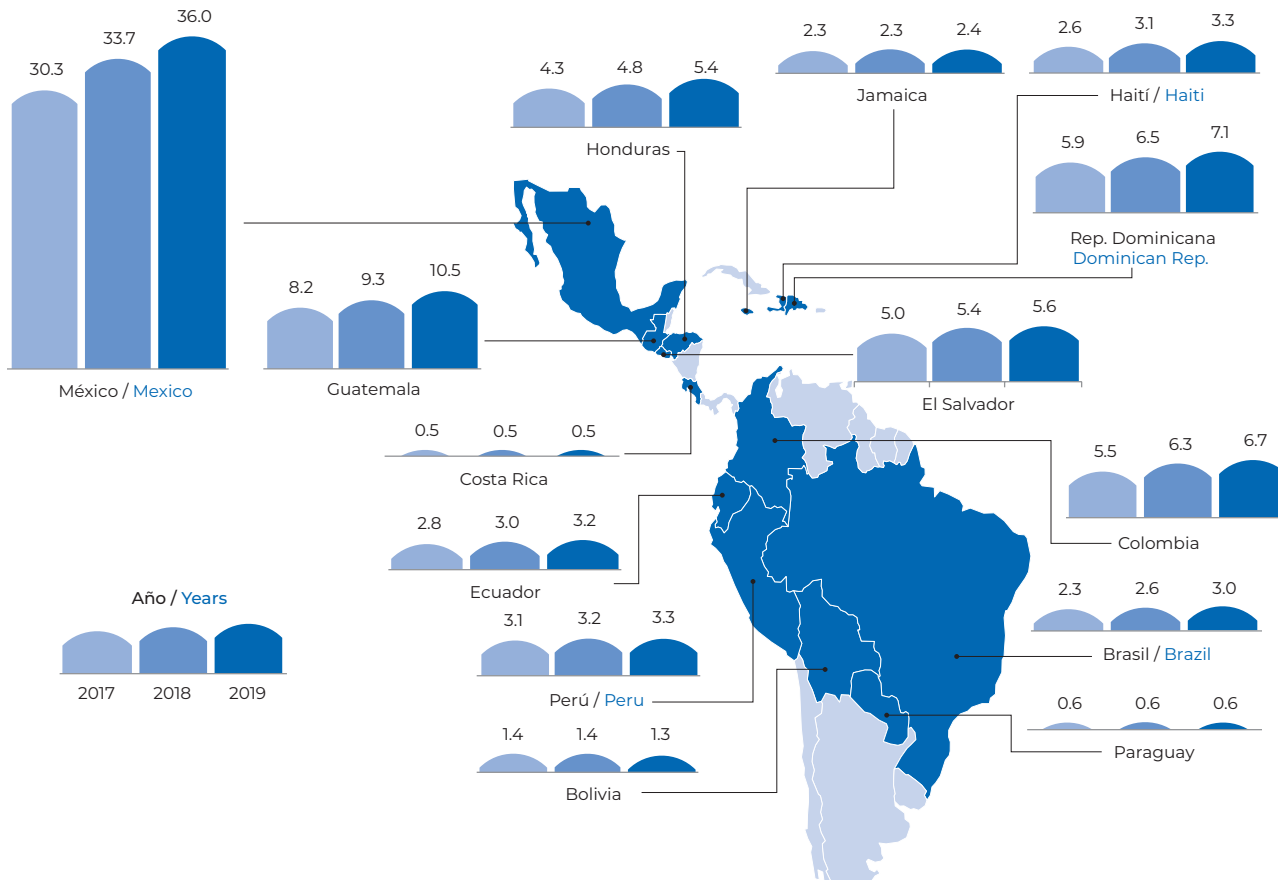 30.3 33.7 36.0
México / Mexico
4.3 4.8 5.4
Honduras
2.3 2.3 2.4
Jamaica
2.6 3.1 3.3
Haití / Haiti
5.9 6.5 7.1
Rep. Dominicana
Dominican Rep.
8.2 9.3 10.5
Guatemala
5.0 5.4 5.6
El Salvador
0.5 0.5 0.5
Costa Rica
5.5 6.3 6.7
Colombia
2.8 3.0 3.2
Ecuador
Año / Years
2017 2018 2019
3.1 3.2 3.3
Perú / Peru
2.3 2.6 3.0
Brasil / Brazil
1.4 1.4 1.3
Bolivia
0.6 0.6 0.6
Paraguay